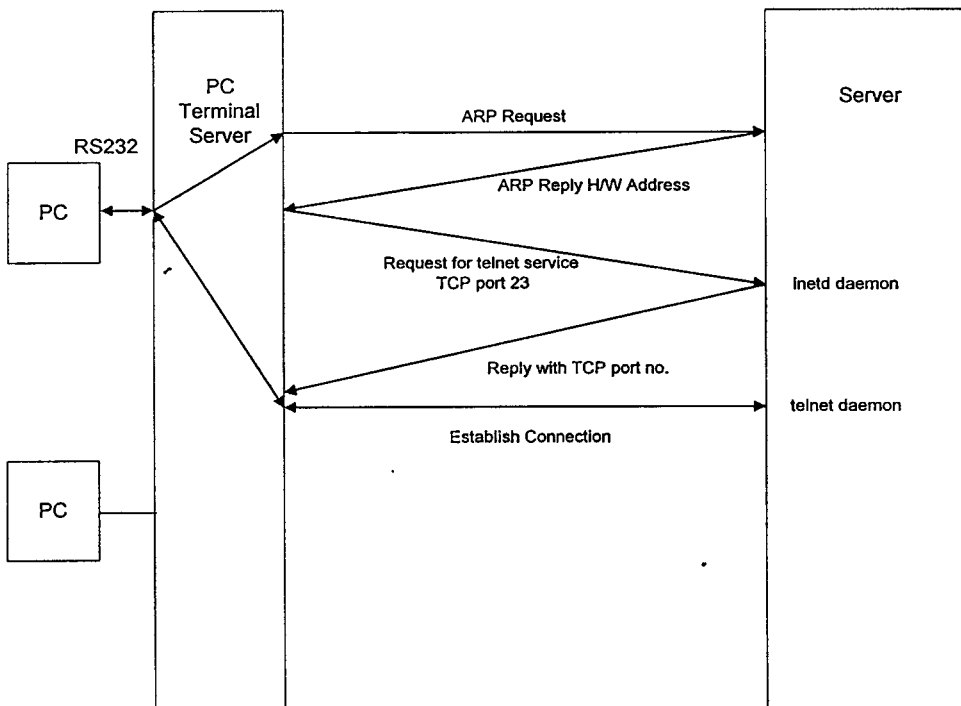 PC
Terminal
Server
Server
ARP Request
RS232
PC
ARP Reply H/W Address
Request for telnet service
TCP port 23
inetd daemon
Reply with TCP port no.
telnet daemon
Establish Connection
PC